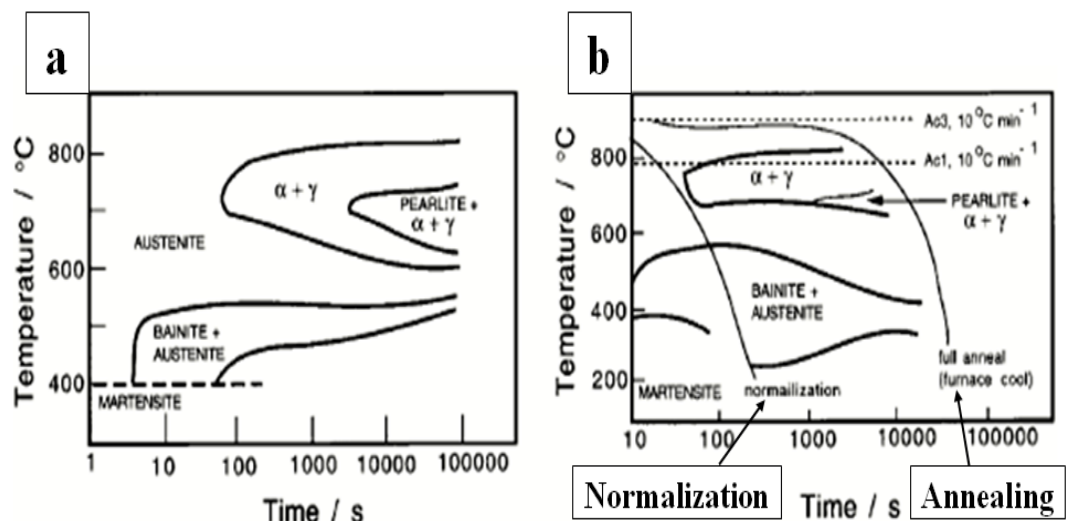 a
Temperature / °C
800
600
400
α + γ
PEARLITE +
α + γ
AUSTENITE
BAINITE +
AUSTENITE
MARTENSITE
1
10
100
1000
10000
100000
Time / s
b
Temperature / °C
800
600
400
200
Ac3, 10 °C min⁻¹
Ac1, 10 °C min⁻¹
α + γ
PEARLITE +
α + γ
BAINITE +
AUSTENITE
MARTENSITE
normailization
full anneal
(furnace cool)
10
100
1000
10000
100000
Normalization
Time / s
Annealing